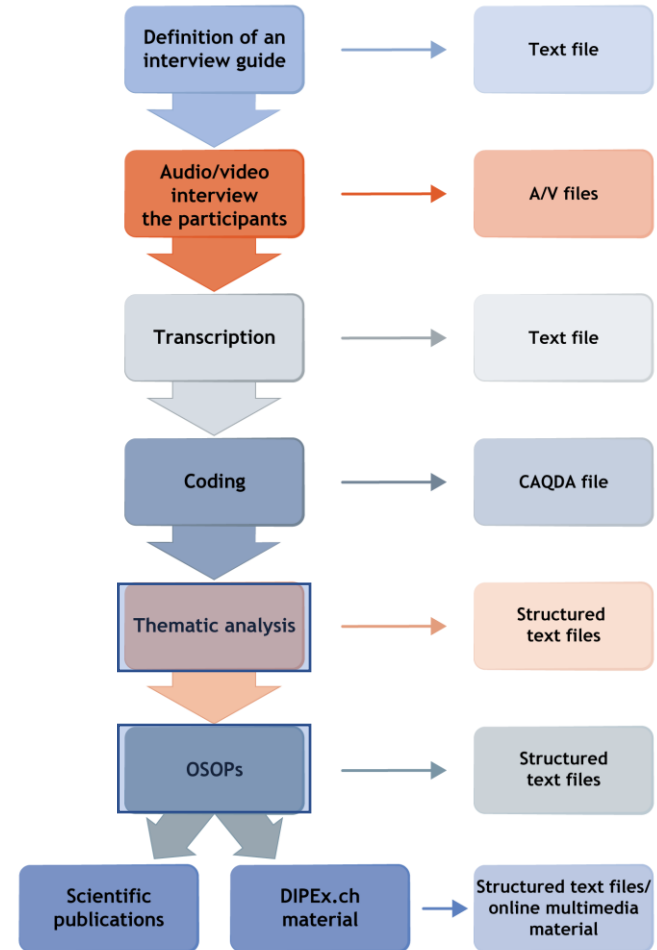 Definition of an
interview guide
Text file
Audio/video
interview
the participants
A/V files
Transcription
Text file
Coding
CAQDA file
Thematic analysis
Structured
text files
OSOPs
Structured
text files
Scientific
publications
DIPEx.ch
material
Structured text files/
online multimedia
material